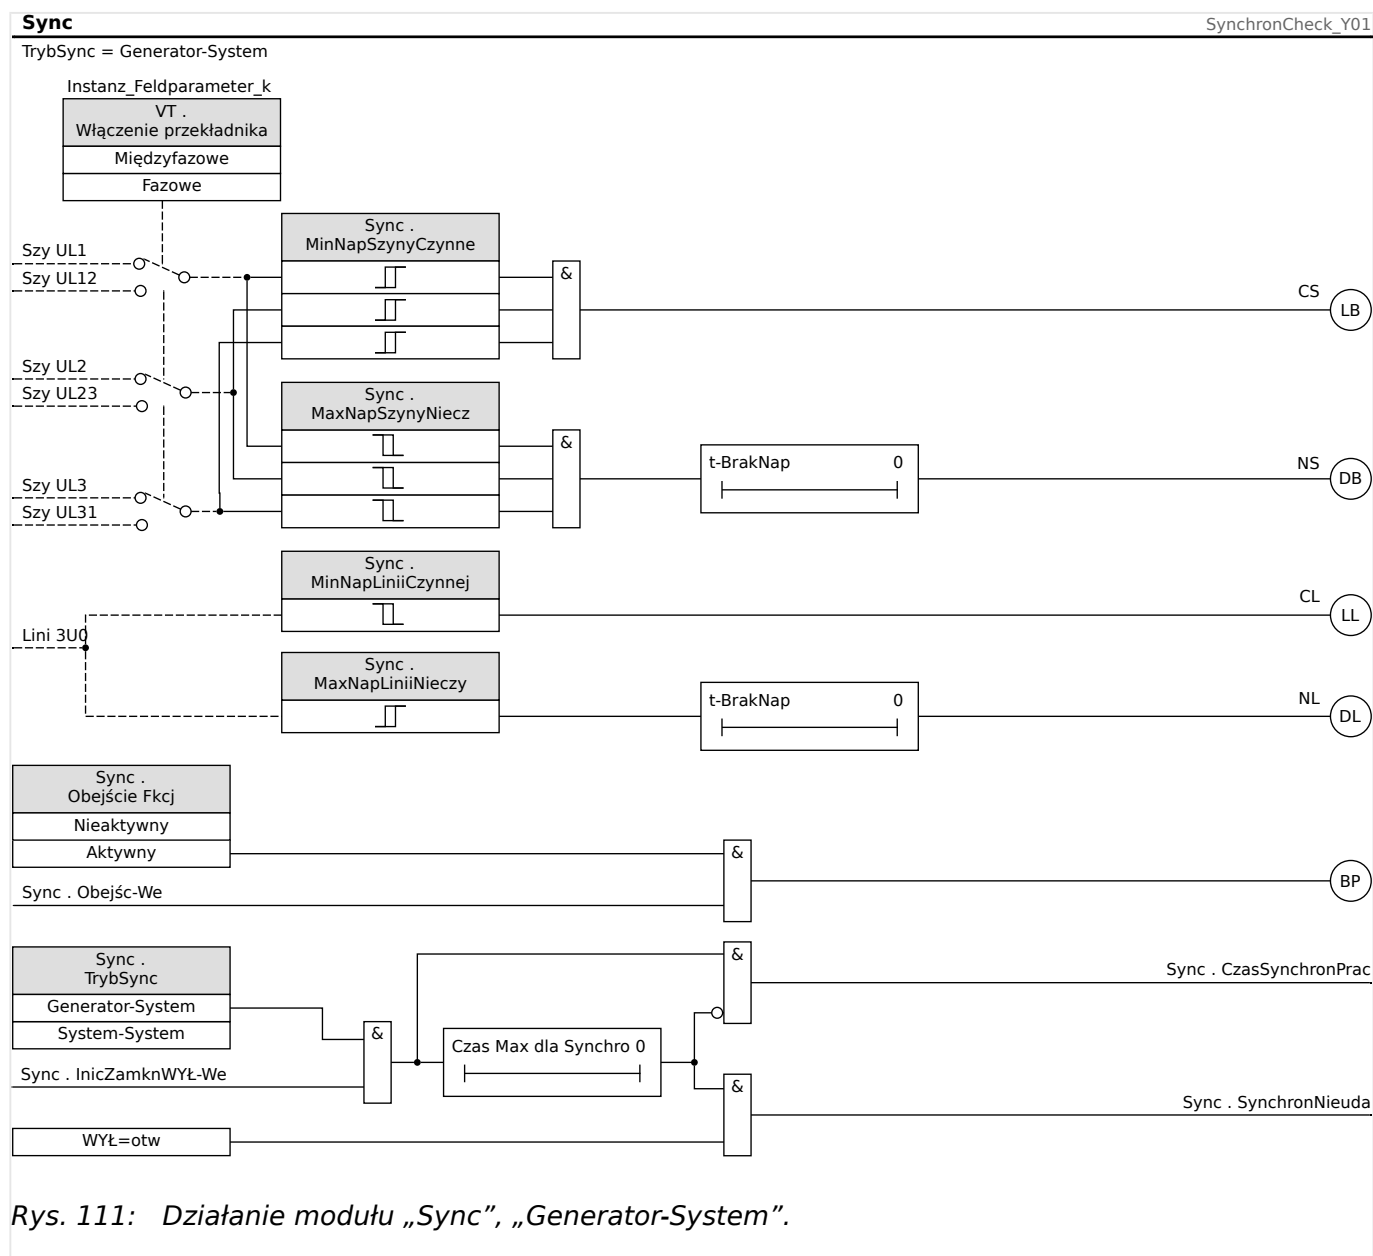 Sync
SynchronCheck_Y01
TrybSync = Generator-System
Instanz_Feldparameter_k
VT .
Włączenie przekładnika
Międzyfazowe
Fazowe
Sync .
MinNapSzynyCzynne
Szy UL1
Szy UL12
&
CS
LB
Szy UL2
Szy UL23
Sync .
MaxNapSzynyNiecz
&
t-BrakNap 0
NS
DB
Szy UL3
Szy UL31
Sync .
MinNapLiniiCzynnej
CL
LL
Lini 3U0
Sync .
MaxNapLiniiNieczy
t-BrakNap 0
NL
DL
Sync .
Obejście Fkcj
Nieaktywny
Aktywny
&
Sync . Obejśc-We
BP
Sync .
TrybSync
Generator-System
System-System
&
Sync . CzasSynchronPrac
&
Czas Max dla Synchro 0
Sync . InicZamknWYŁ-We
&
Sync . SynchronNieuda
WYŁ=otw
Rys. 111: Działanie modułu „Sync”, „Generator-System”.